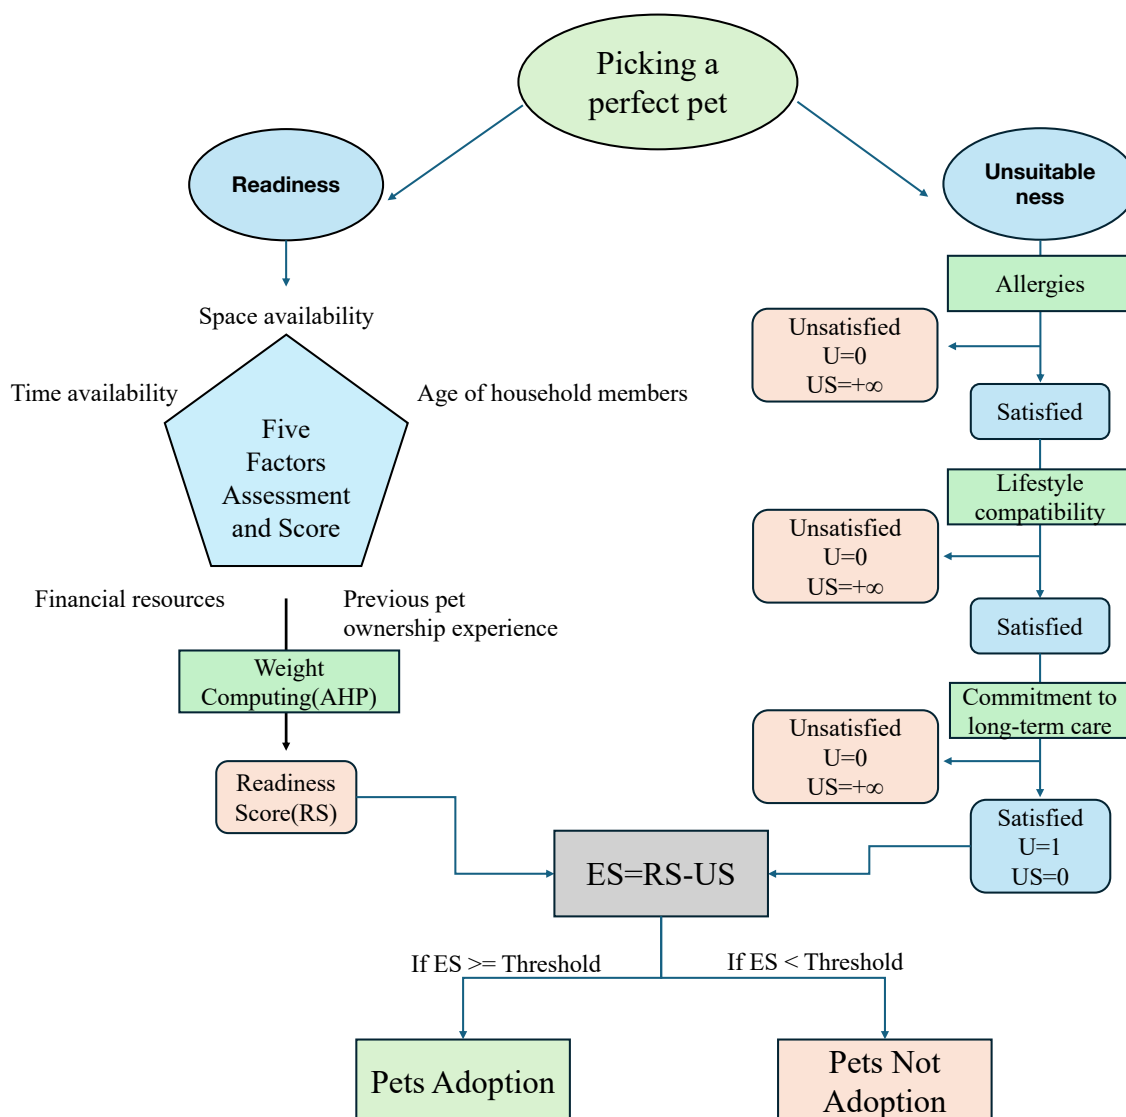 Picking a
perfect pet
Readiness
Unsuitable
ness
Allergies
Space availability
Unsatisfied
U=0
US=+∞
Time availability
Age of household members
Satisfied
Five
Factors
Assessment
and Score
Lifestyle
compatibility
Unsatisfied
U=0
US=+∞
Financial resources
Previous pet
ownership experience
Satisfied
Weight
Computing(AHP)
Commitment to
long-term care
Unsatisfied
U=0
US=+∞
Readiness
Score(RS)
Satisfied
U=1
US=0
ES=RS-US
If ES >= Threshold
If ES < Threshold
Pets Adoption
Pets Not
Adoption